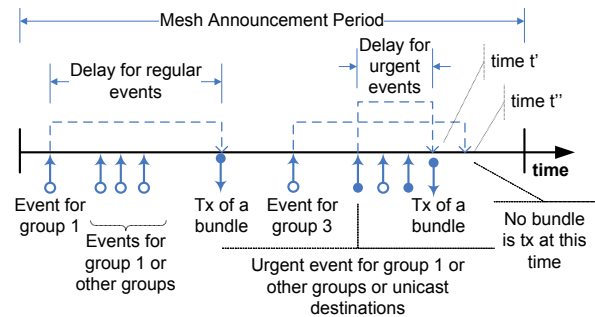 Mesh Announcement Period
Delay for regular
events
Delay for
urgent
events
time t'
time t''
time
Event for
group 1
Events for
group 1 or
other groups
Tx of a
bundle
Event for
group 3
Tx of a
bundle
No bundle
is tx at this
time
Urgent event for group 1 or
other groups or unicast
destinations